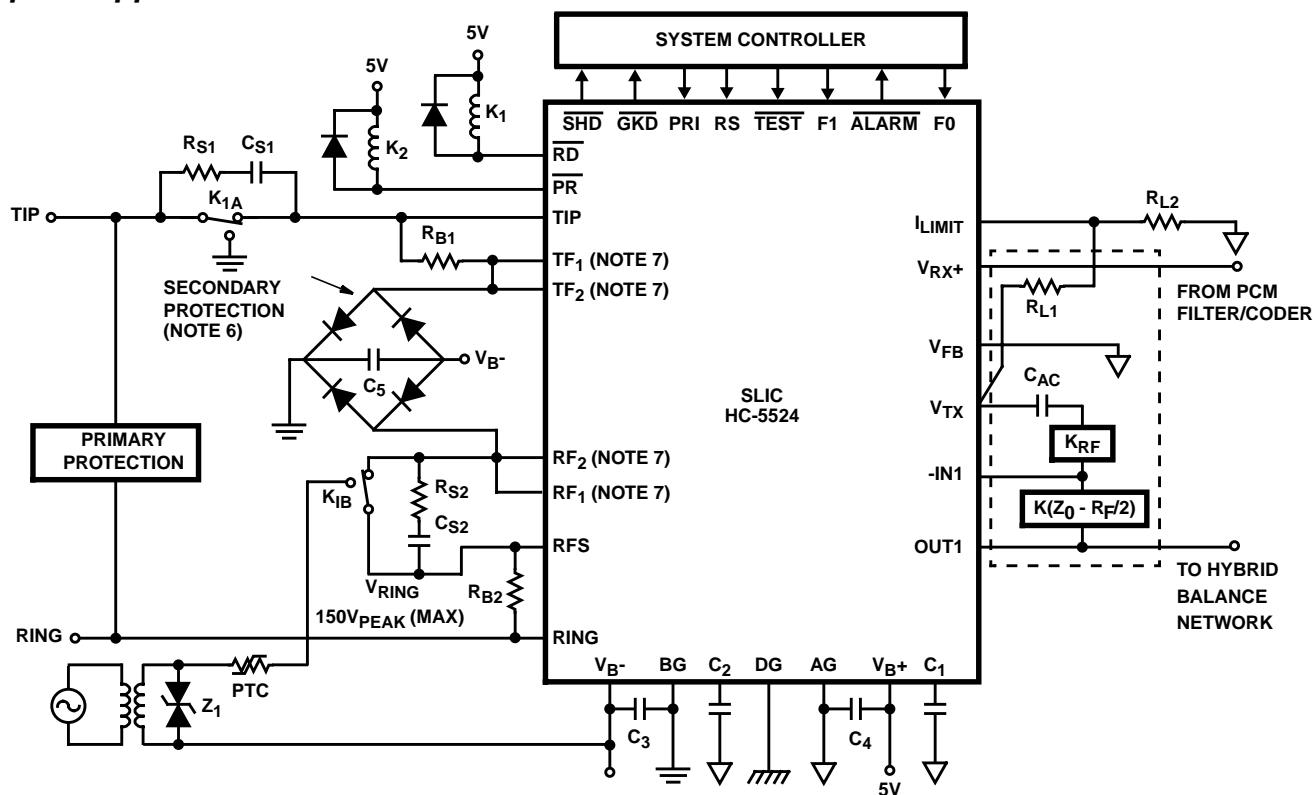 SYSTEM CONTROLLER
5V
5V
K1
K2
SHD GKD PRI RS TEST F1 ALARM F0
RD
PR
RS1 CS1
K1A
TIP
TIP
RB1
TF1 (NOTE 7)
TF2 (NOTE 7)
SECONDARY
PROTECTION
(NOTE 6)
C5
VB-
ILIMIT
RL2
VRX+
FROM PCM
FILTER/CODER
RL1
VFB
SLIC
HC-5524
CAC
VTX
KRF
-IN1
K(Z0 - RF/2)
OUT1
TO HYBRID
BALANCE
NETWORK
PRIMARY
PROTECTION
RF2 (NOTE 7)
RF1 (NOTE 7)
KIB
RS2
CS2
RFS
VRING
150VPEAK (MAX)
RB2
RING
RING
PTC
Z1
VB- BG C2 DG AG VB+ C1
C3
C4
5V